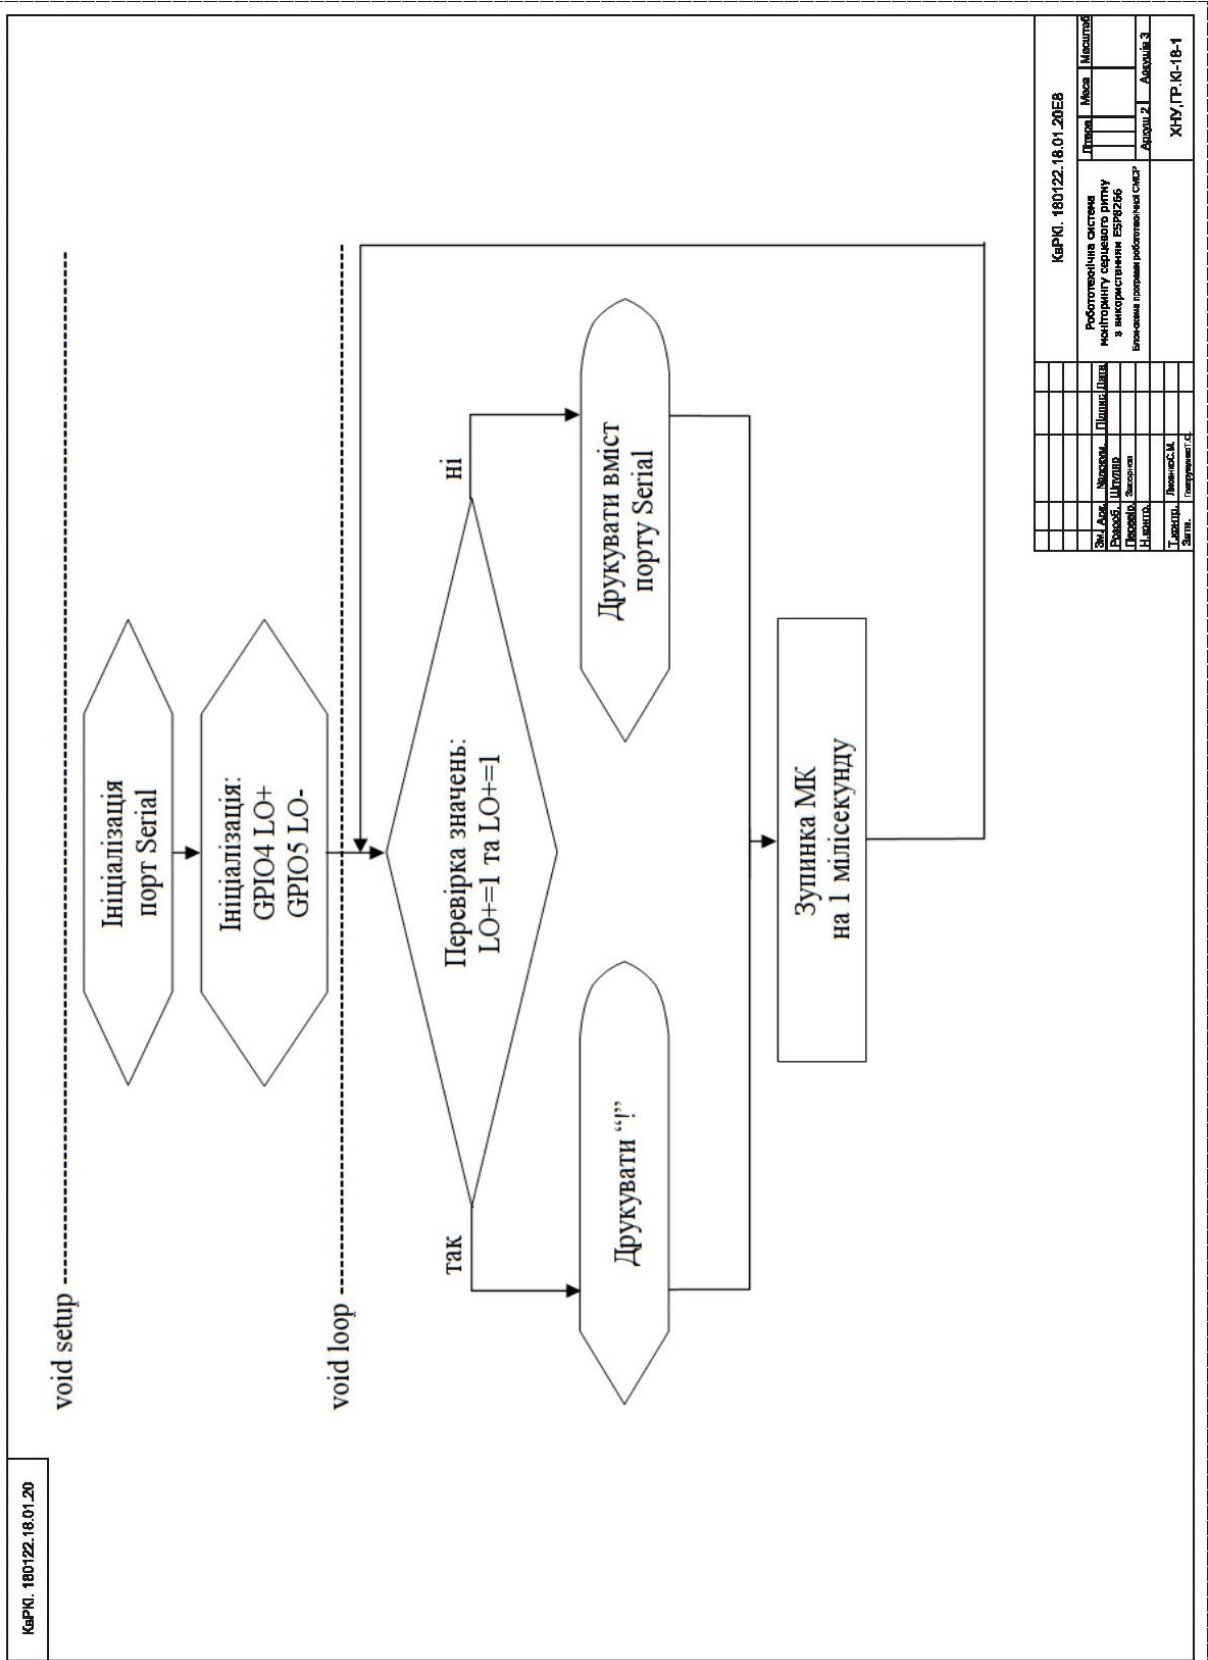 КвРКІ. 180122.18.01.20
void setup
Ініціалізація
порт Serial
Ініціалізація:
GPIO4 LO+
GPIO5 LO-
void loop
Перевірка значень:
LO+=1 та LO+=1
так
ні
Друкувати “!”
Друкувати вміст
порту Serial
Зупинка МК
на 1 мілісекунду
КвРКІ. 180122.18.01.20Е8
Робототехнічна система
моніторингу серцевого ритму
з використанням ESP8266
Блок-схема програми робототехнічної СМСР
Літера Маса Масштаб
Аркуш 2 Аркушів 3
ХНУ,ГР.КІ-18-1
Зм. Арк. №докум. Підпис Дата
Розроб. Шпуляр
Перевір.
Н.контр.
Т.контр. Лисенко С.М.
Затв.